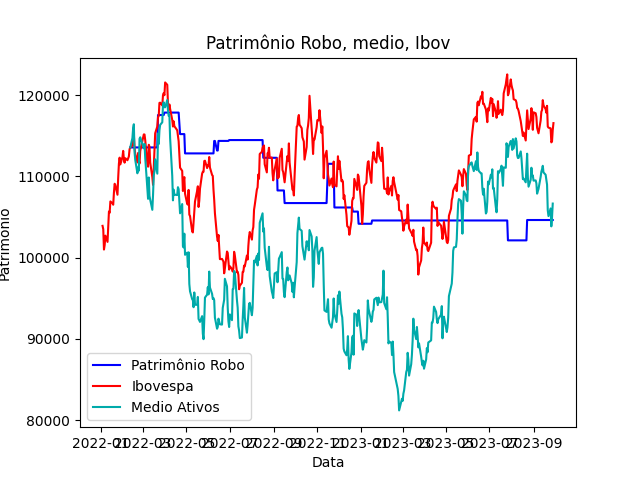 Patrimônio Robo, medio, Ibov
120000
110000
100000
90000
80000
Patrimonio
Patrimônio Robo
Ibovespa
Medio Ativos
2022-01 2022-03 2022-05 2022-07 2022-09 2022-11 2023-01 2023-03 2023-05 2023-07 2023-09
Data